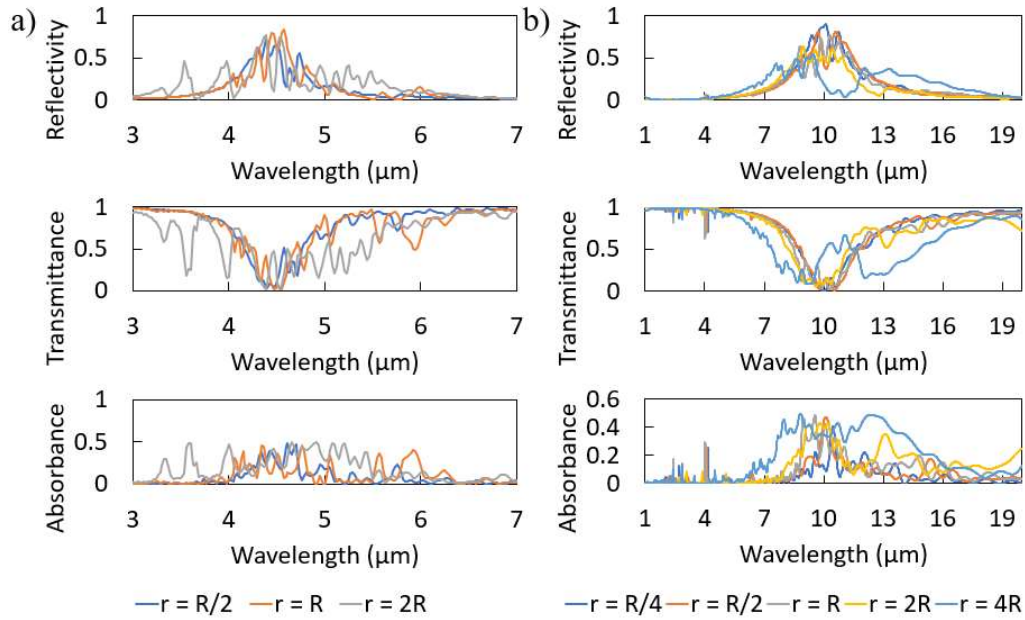 a)
Reflectivity
1
0.5
0
3 4 5 6 7
Wavelength (μm)
Transmittance
1
0.5
0
3 4 5 6 7
Wavelength (μm)
Absorbance
1
0.5
0
3 4 5 6 7
Wavelength (μm)
r = R/2 r = R r = 2R
b)
Reflectivity
1
0.5
0
1 4 7 10 13 16 19
Wavelength (μm)
Transmittance
1
0.5
0
1 4 7 10 13 16 19
Wavelength (μm)
Absorbance
0.6
0.4
0.2
0
1 4 7 10 13 16 19
Wavelength (μm)
r = R/4 r = R/2 r = R r = 2R r = 4R